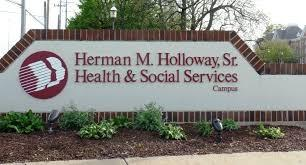 Herman M. Holloway, Sr.
Health & Social Services
Campus